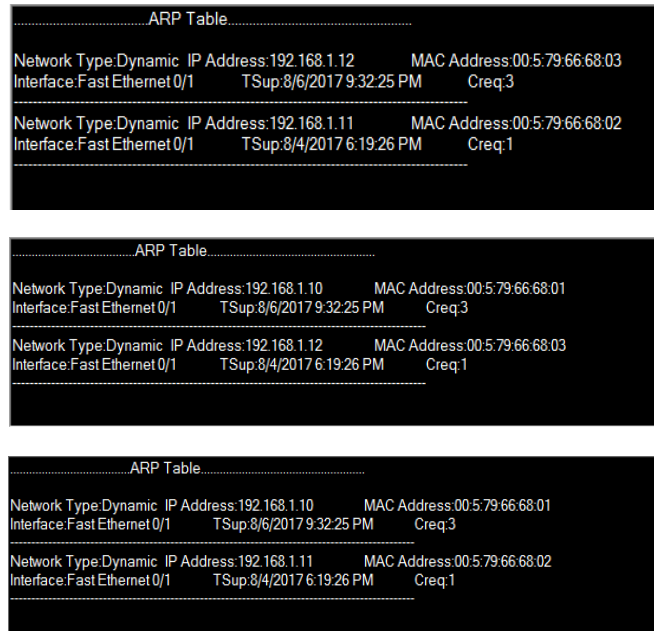 ....................................ARP Table................................................
Network Type:Dynamic IP Address:192.168.1.12 MAC Address:00:5:79:66:68:03
Interface:Fast Ethernet 0/1 TSup:8/6/2017 9:32:25 PM Creq:3
--------------------------------------------------------------------------------
Network Type:Dynamic IP Address:192.168.1.11 MAC Address:00:5:79:66:68:02
Interface:Fast Ethernet 0/1 TSup:8/4/2017 6:19:26 PM Creq:1
--------------------------------------------------------------------------------
....................................ARP Table................................................
Network Type:Dynamic IP Address:192.168.1.10 MAC Address:00:5:79:66:68:01
Interface:Fast Ethernet 0/1 TSup:8/6/2017 9:32:25 PM Creq:3
--------------------------------------------------------------------------------
Network Type:Dynamic IP Address:192.168.1.12 MAC Address:00:5:79:66:68:03
Interface:Fast Ethernet 0/1 TSup:8/4/2017 6:19:26 PM Creq:1
--------------------------------------------------------------------------------
....................................ARP Table................................................
Network Type:Dynamic IP Address:192.168.1.10 MAC Address:00:5:79:66:68:01
Interface:Fast Ethernet 0/1 TSup:8/6/2017 9:32:25 PM Creq:3
--------------------------------------------------------------------------------
Network Type:Dynamic IP Address:192.168.1.11 MAC Address:00:5:79:66:68:02
Interface:Fast Ethernet 0/1 TSup:8/4/2017 6:19:26 PM Creq:1
--------------------------------------------------------------------------------